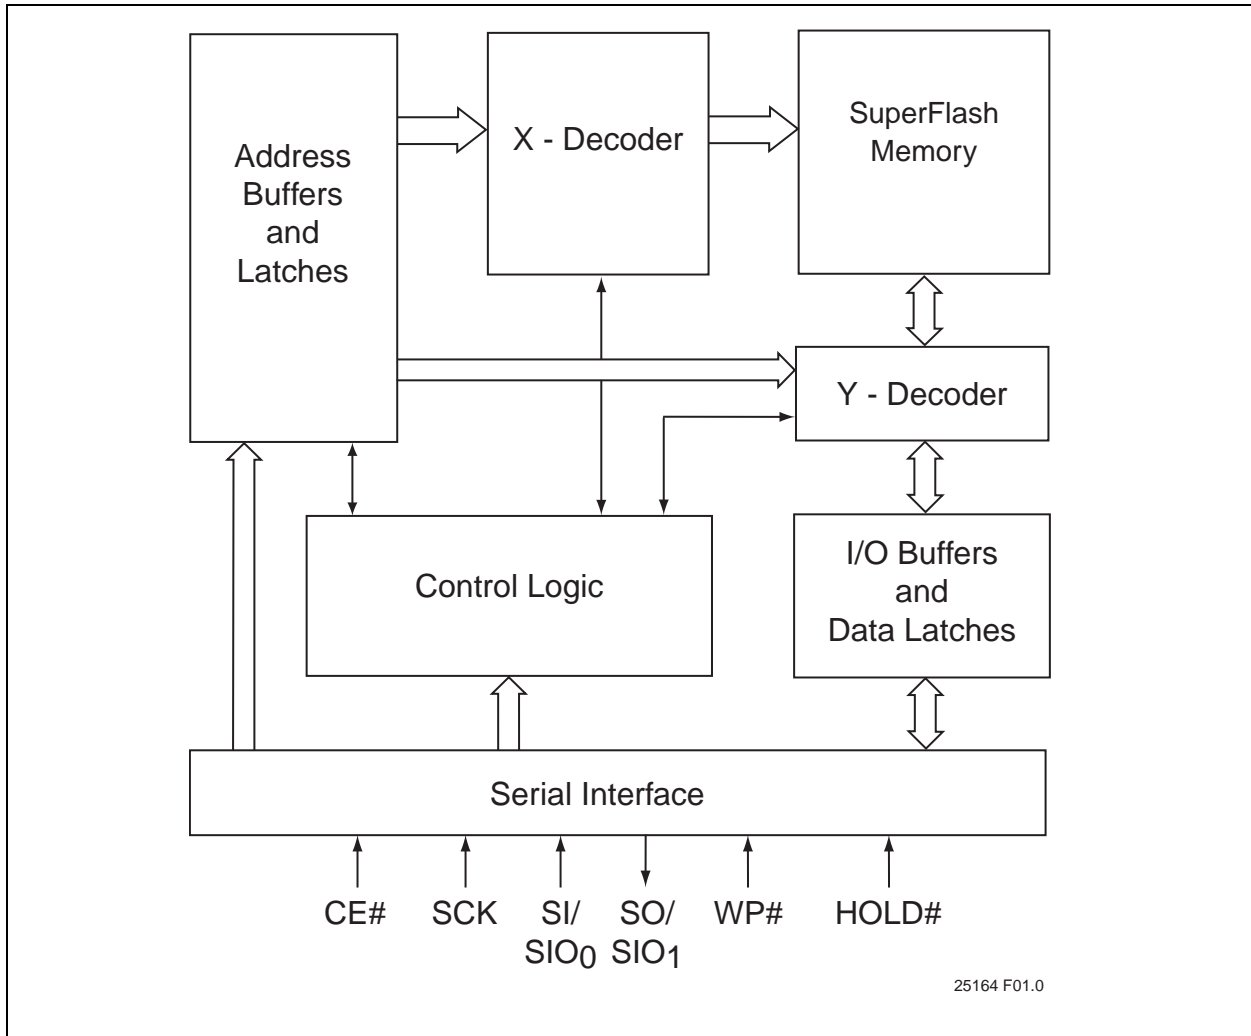 Address
Buffers
and
Latches
X - Decoder
SuperFlash
Memory
Y - Decoder
Control Logic
I/O Buffers
and
Data Latches
Serial Interface
CE#
SCK
SI/
SIO0
SO/
SIO1
WP#
HOLD#
25164 F01.0